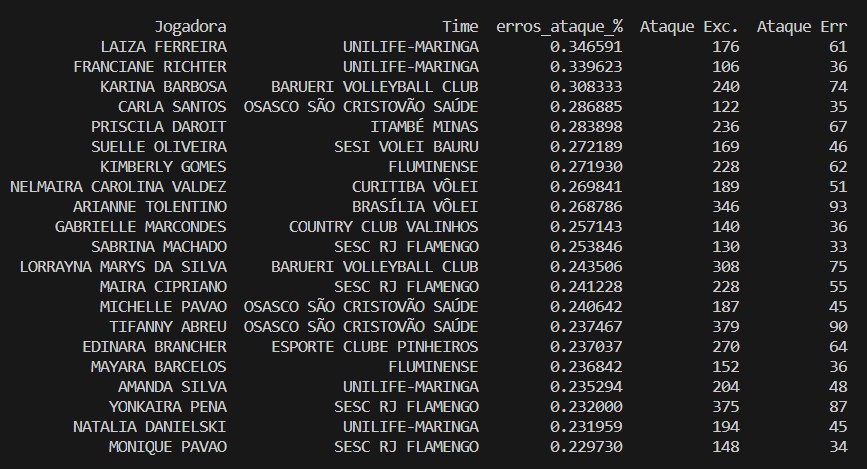 Jogadora Time erros_ataque_% Ataque Exc. Ataque Err
LAIZA FERREIRA UNILIFE-MARINGA 0.346591 176 61
FRANCIANE RICHTER UNILIFE-MARINGA 0.339623 106 36
KARINA BARBOSA BARUERI VOLLEYBALL CLUB 0.308333 240 74
CARLA SANTOS OSASCO SÃO CRISTOVÃO SAÚDE 0.286885 122 35
PRISCILA DAROIT ITAMBÉ MINAS 0.283898 236 67
SUELLE OLIVEIRA SESI VOLEI BAURU 0.272189 169 46
KIMBERLY GOMES FLUMINENSE 0.271930 228 62
NELMAIRA CAROLINA VALDEZ CURITIBA VÔLEI 0.269841 189 51
ARIANNE TOLENTINO BRASÍLIA VÔLEI 0.268786 346 93
GABRIELLE MARCONDES COUNTRY CLUB VALINHOS 0.257143 140 36
SABRINA MACHADO SESC RJ FLAMENGO 0.253846 130 33
LORRAYNA MARYS DA SILVA BARUERI VOLLEYBALL CLUB 0.243506 308 75
MAIRA CIPRIANO SESC RJ FLAMENGO 0.241228 228 55
MICHELLE PAVAO OSASCO SÃO CRISTOVÃO SAÚDE 0.240642 187 45
TIFANNY ABREU OSASCO SÃO CRISTOVÃO SAÚDE 0.237467 379 90
EDINARA BRANCHER ESPORTE CLUBE PINHEIROS 0.237037 270 64
MAYARA BARCELOS FLUMINENSE 0.236842 152 36
AMANDA SILVA UNILIFE-MARINGA 0.235294 204 48
YONKAIRA PENA SESC RJ FLAMENGO 0.232000 375 87
NATALIA DANIELSKI UNILIFE-MARINGA 0.231959 194 45
MONIQUE PAVAO SESC RJ FLAMENGO 0.229730 148 34